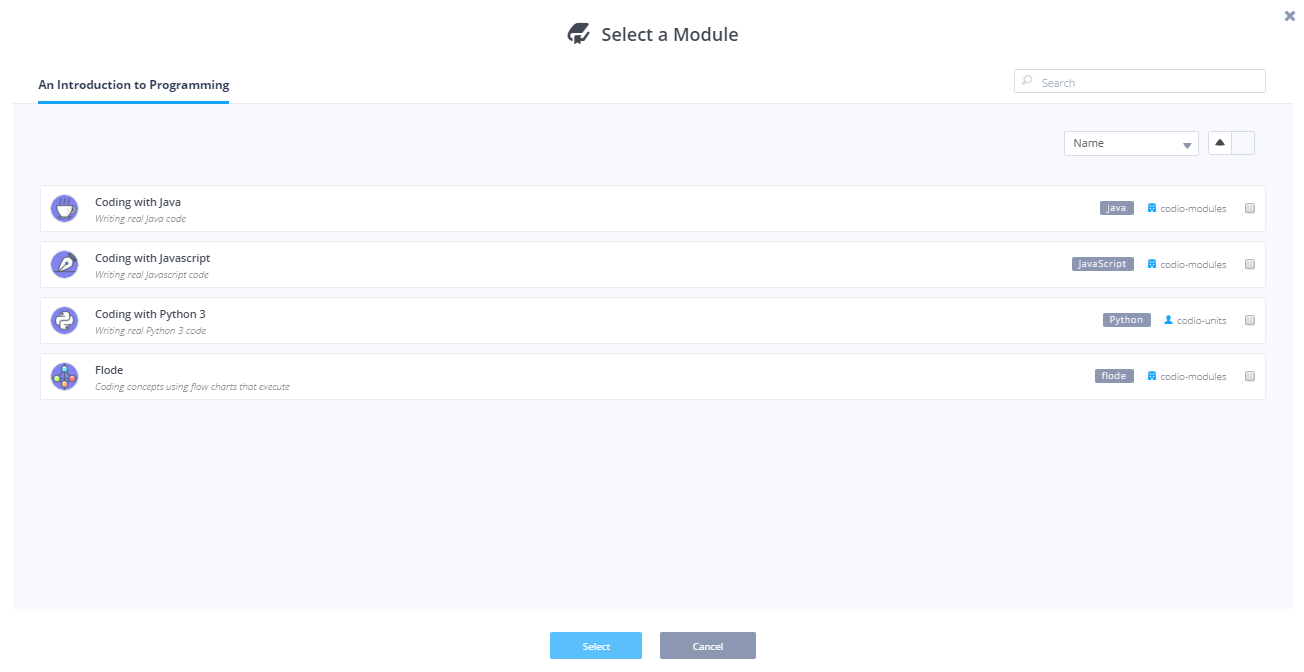 Select a Module
An Introduction to Programming
Search
Name
Coding with Java
Writing real Java code
Java
codio-modules
Coding with Javascript
Writing real Javascript code
JavaScript
codio-modules
Coding with Python 3
Writing real Python 3 code
Python
codio-units
Flode
Coding concepts using flow charts that execute
flode
codio-modules
Select
Cancel